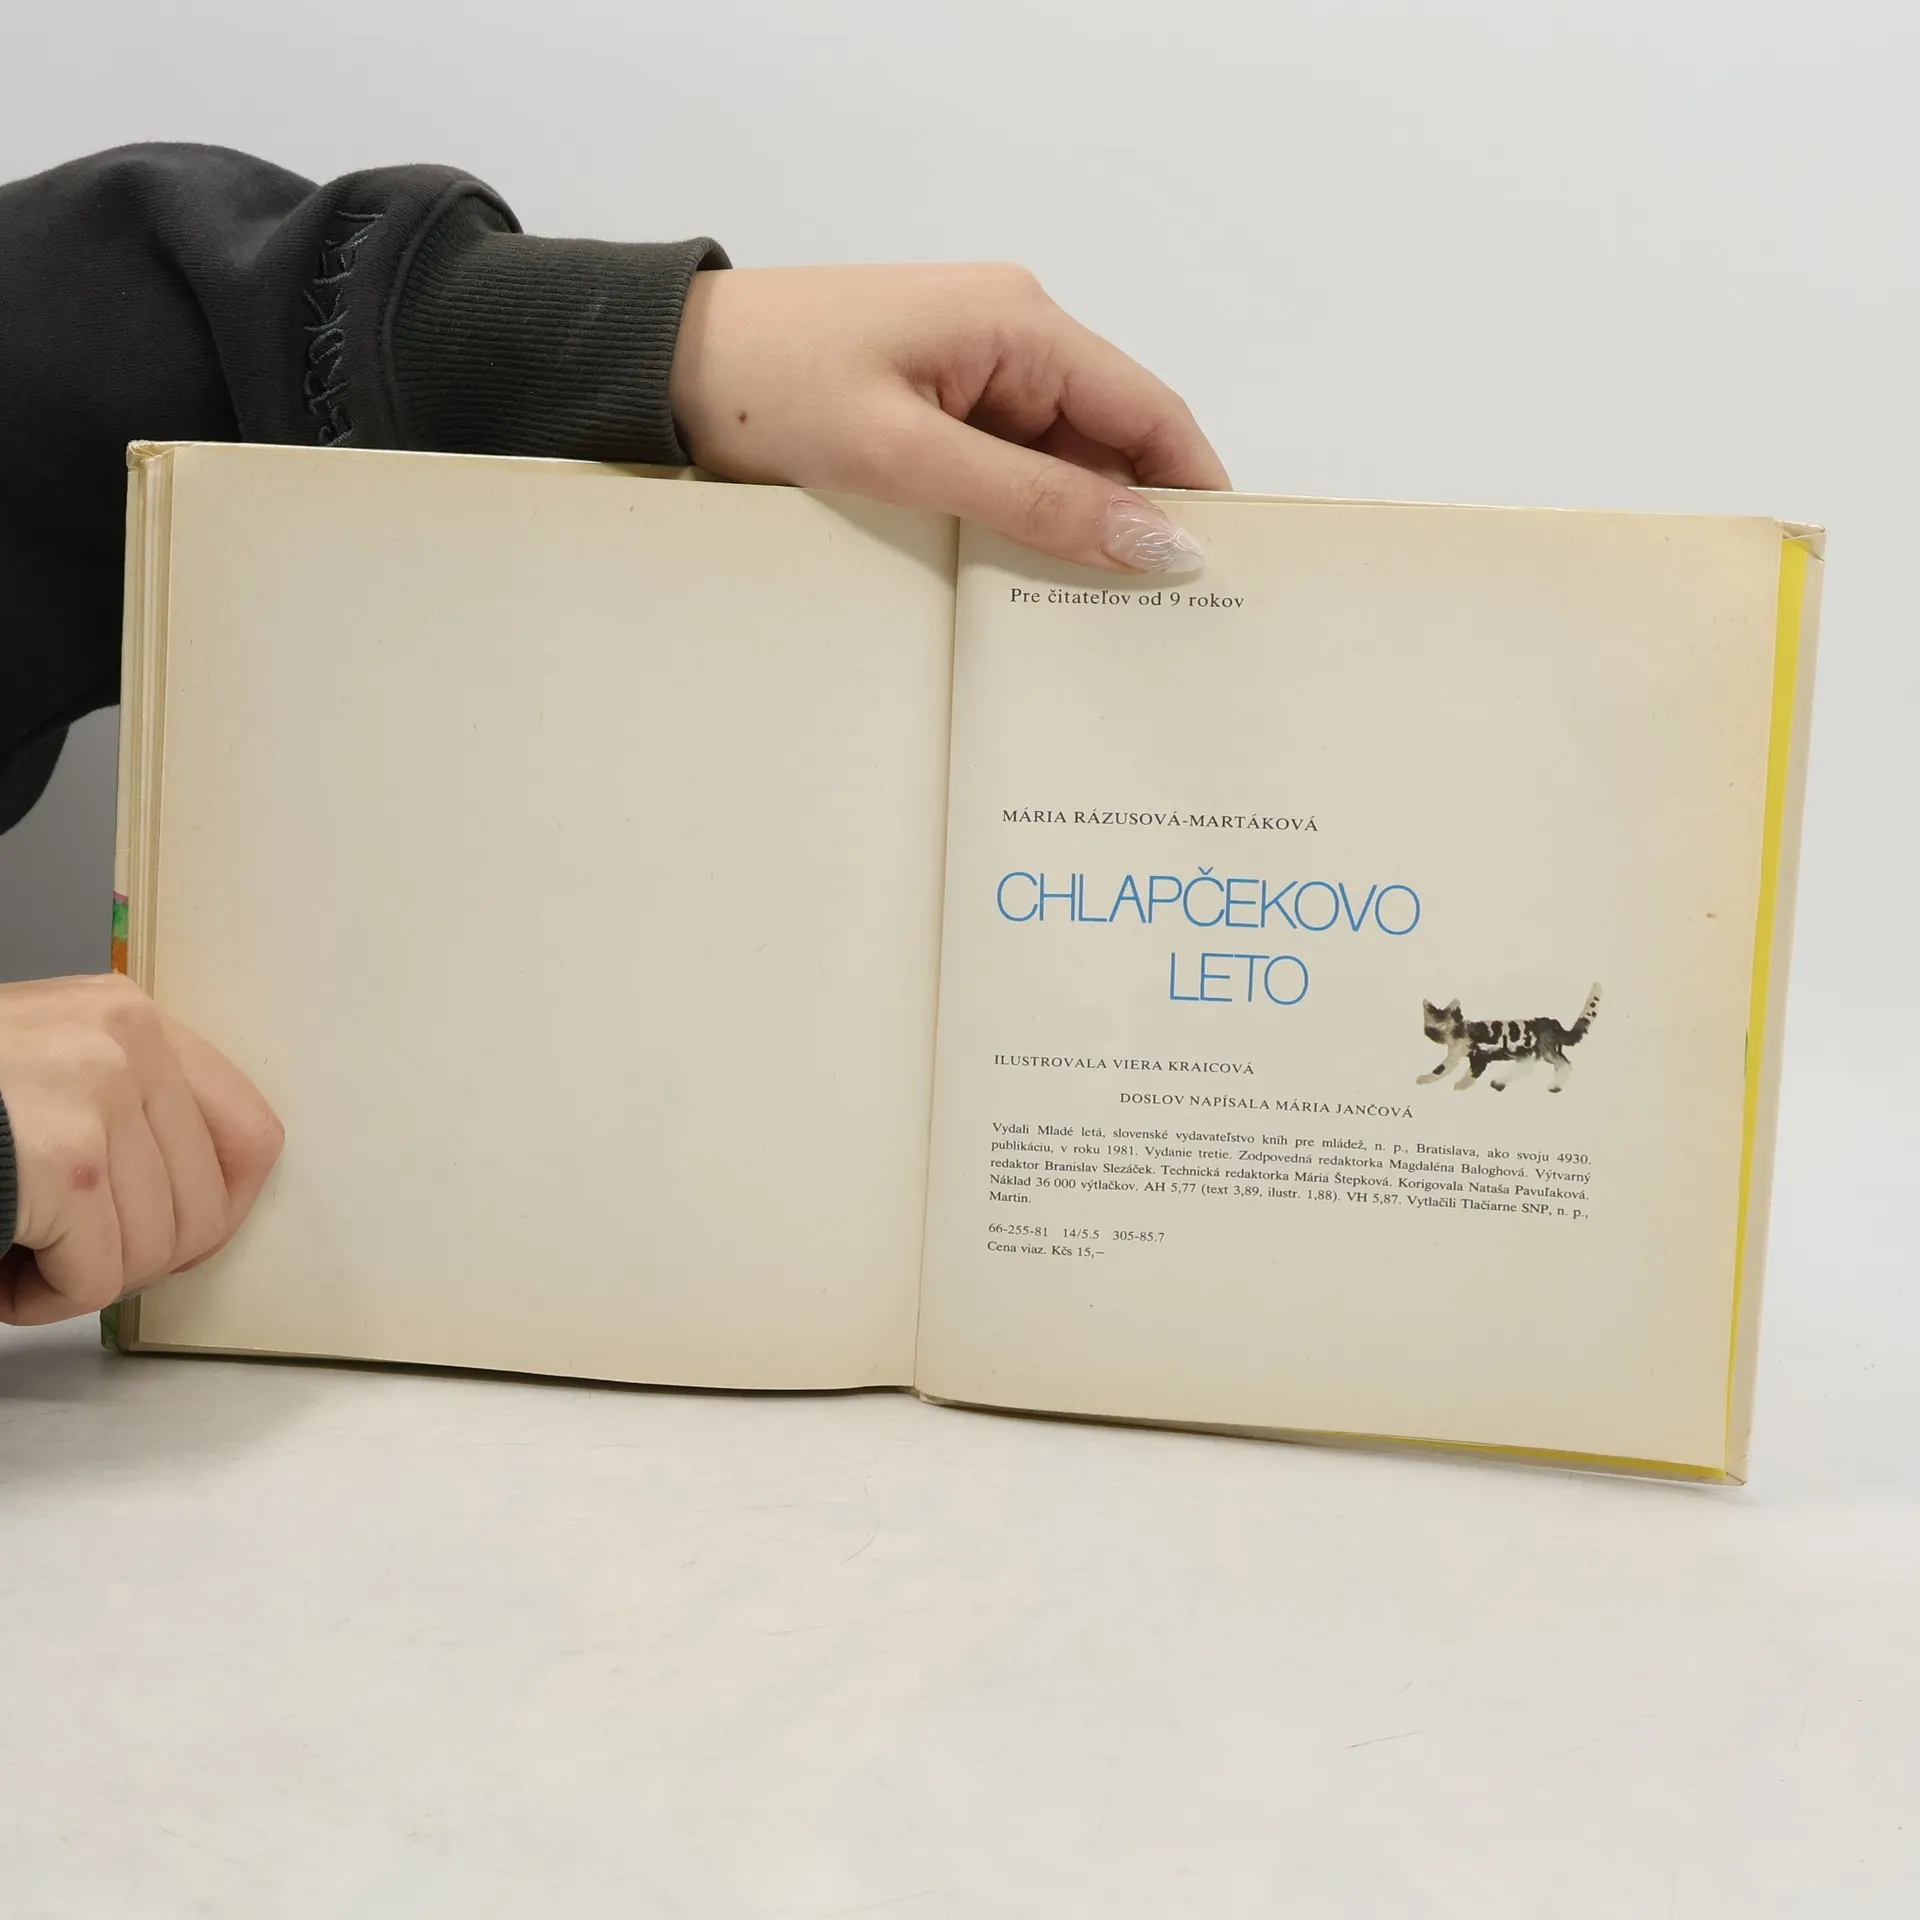 BROKEN
Pre čitateľov od 9 rokov
MÁRIA RÁZUSOVÁ-MARTÁKOVÁ
CHLAPČEKOVO
LETO
ILUSTROVALA VIERA KRAICOVÁ
DOSLOV NAPÍSALA MÁRIA JANČOVÁ
Vydali Mladé letá, slovenské vydavateľstvo kníh pre mládež, n. p., Bratislava, ako svoju 4930.
publikáciu, v roku 1981. Vydanie tretie. Zodpovedná redaktorka Magdaléna Baloghová. Výtvarný
redaktor Branislav Slezáček. Technická redaktorka Mária Štepková. Korigovala Nataša Pavuľaková.
Náklad 36 000 výtlačkov. AH 5,77 (text 3,89, ilustr. 1,88). VH 5,87. Vytlačili Tlačiarne SNP, n. p.,
Martin.
66-255-81 14/5.5 305-85.7
Cena viaz. Kčs 15,–